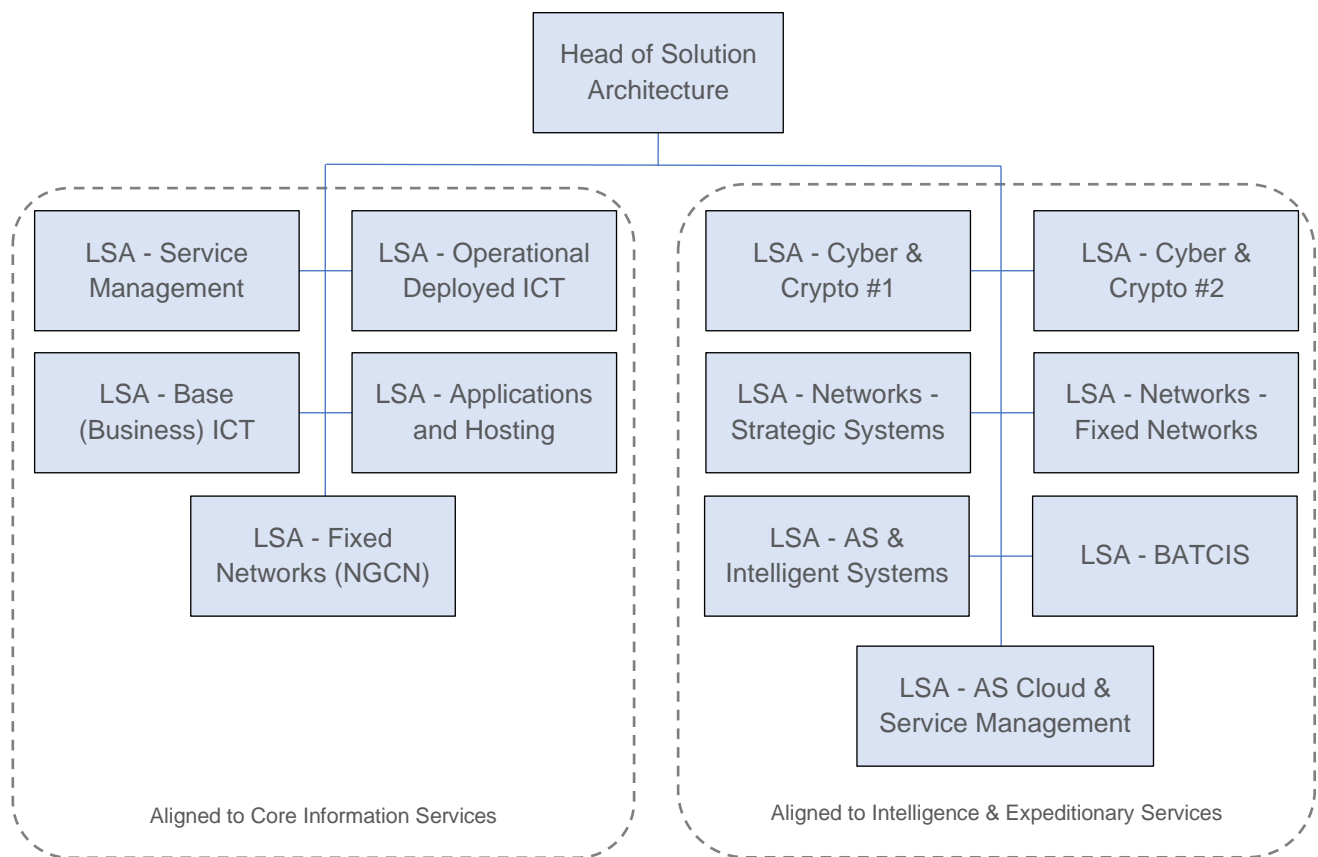 Head of Solution
Architecture
LSA - Service
Management
LSA - Operational
Deployed ICT
LSA - Base
(Business) ICT
LSA - Applications
and Hosting
LSA - Fixed
Networks (NGCN)
Aligned to Core Information Services
LSA - Cyber &
Crypto #1
LSA - Cyber &
Crypto #2
LSA - Networks -
Strategic Systems
LSA - Networks -
Fixed Networks
LSA - AS &
Intelligent Systems
LSA - BATCIS
LSA - AS Cloud &
Service Management
Aligned to Intelligence & Expeditionary Services